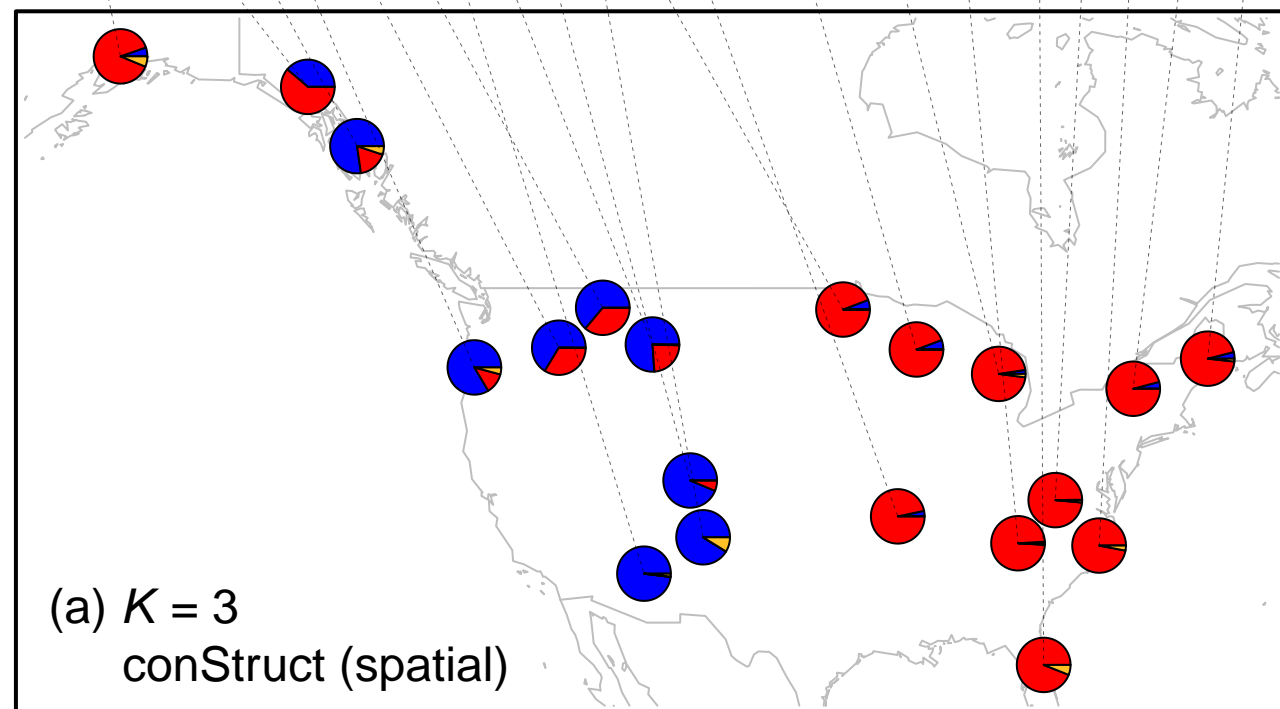 (a) K = 3
conStruct (spatial)